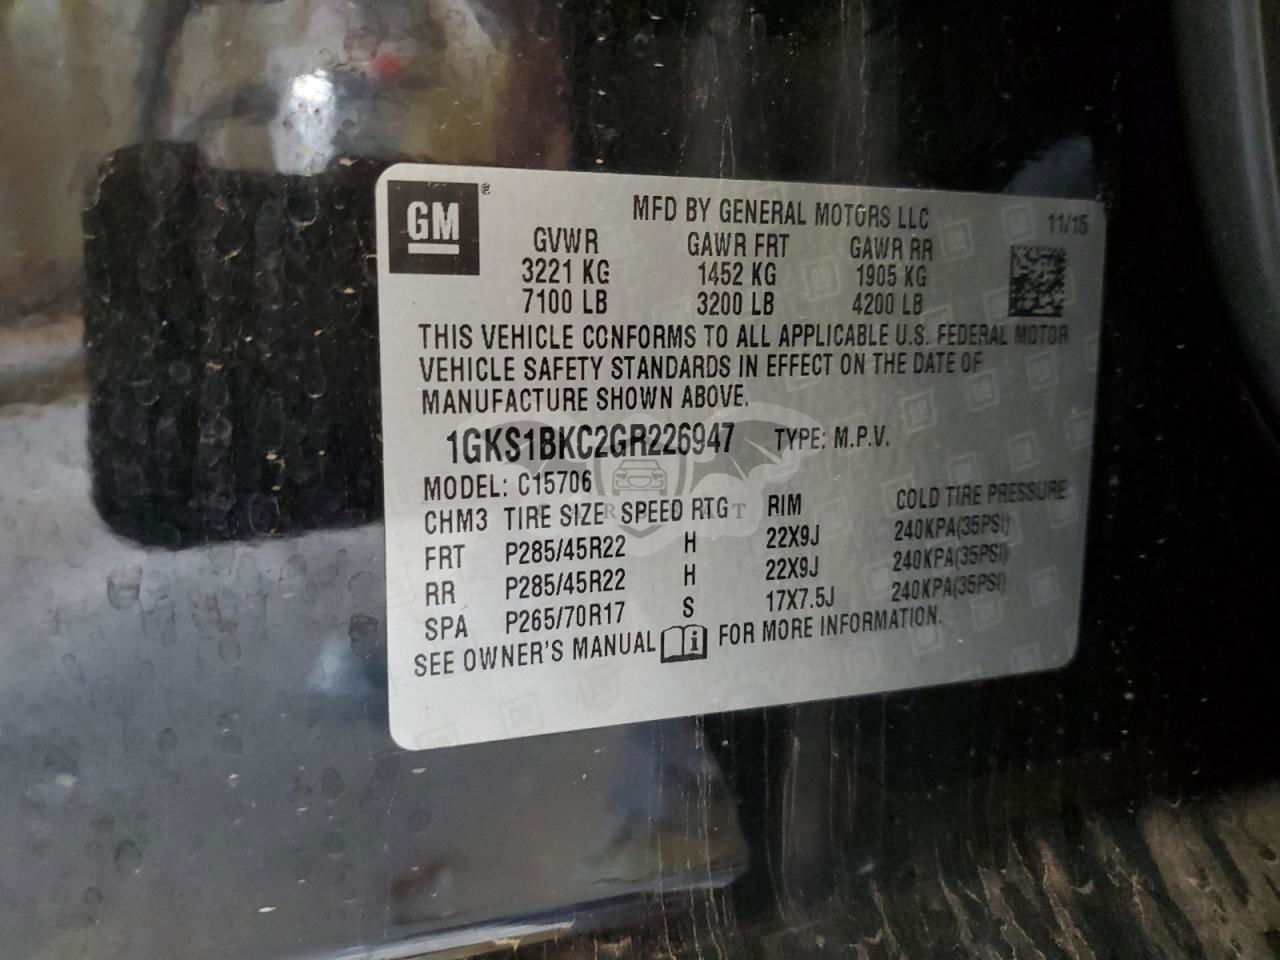 GM®
MFD BY GENERAL MOTORS LLC
11/15
GVWR GAWR FRT GAWR RR
3221 KG 1452 KG 1905 KG
7100 LB 3200 LB 4200 LB
THIS VEHICLE CONFORMS TO ALL APPLICABLE U.S. FEDERAL MOTOR
VEHICLE SAFETY STANDARDS IN EFFECT ON THE DATE OF
MANUFACTURE SHOWN ABOVE.
1GKS1BKC2GR226947 TYPE: M.P.V.
MODEL: C15706
CHM3 TIRE SIZE SPEED RTG RIM COLD TIRE PRESSURE
FRT P285/45R22 H 22X9J 240KPA(35PSI)
RR P285/45R22 H 22X9J 240KPA(35PSI)
SPA P265/70R17 S 17X7.5J 240KPA(35PSI)
SEE OWNER'S MANUAL i FOR MORE INFORMATION.